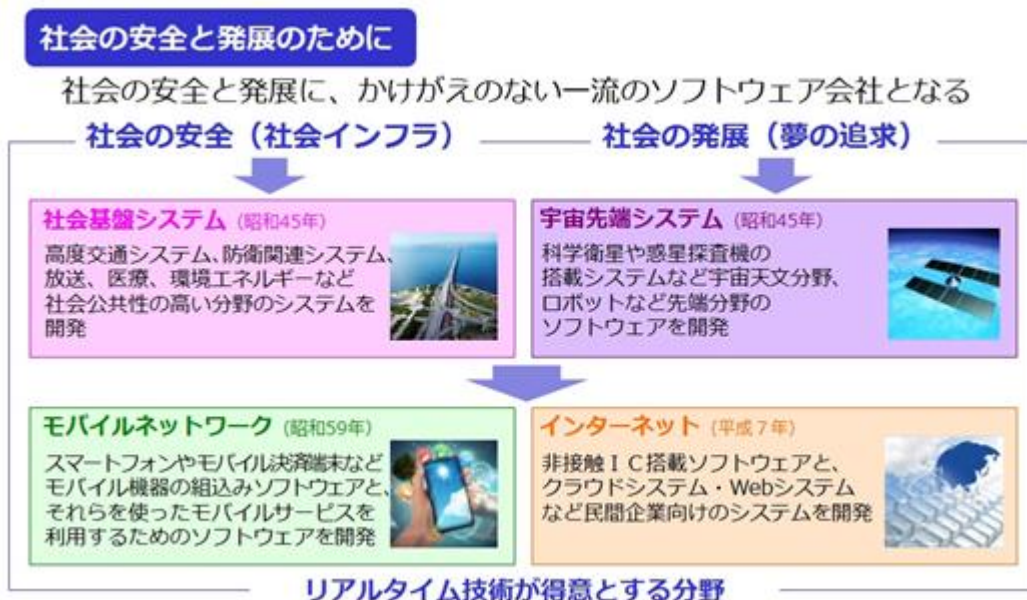 社会の安全と発展のために
社会の安全と発展に、かけがえのない一流のソフトウェア会社となる
社会の安全（社会インフラ）
社会の発展（夢の追求）
社会基盤システム（昭和45年）
高度交通システム、防衛関連システム、
放送、医療、環境エネルギーなど
社会公共性の高い分野のシステムを
開発
宇宙先端システム（昭和45年）
科学衛星や惑星探査機の
搭載システムなど宇宙天文分野、
ロボットなど先端分野の
ソフトウェアを開発
モバイルネットワーク（昭和59年）
スマートフォンやモバイル決済端末など
モバイル機器の組込みソフトウェアと、
それらを使ったモバイルサービスを
利用するためのソフトウェアを開発
インターネット（平成７年）
非接触ＩＣ搭載ソフトウェアと、
クラウドシステム・Webシステム
など民間企業向けのシステムを開発
リアルタイム技術が得意とする分野